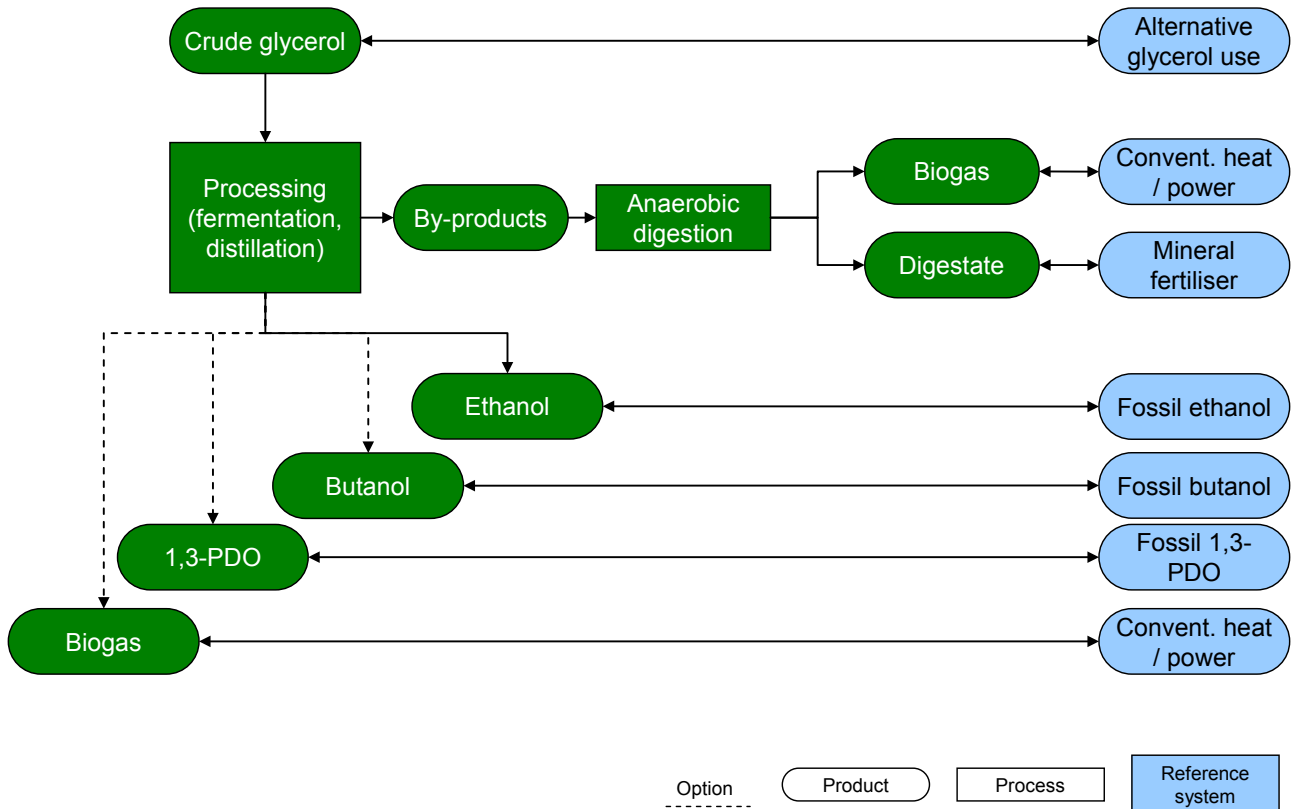 Crude glycerol
Alternative
glycerol use
Processing
(fermentation,
distillation)
By-products
Anaerobic
digestion
Biogas
Convent. heat
/ power
Digestate
Mineral
fertiliser
Ethanol
Fossil ethanol
Butanol
Fossil butanol
1,3-PDO
Fossil 1,3-
PDO
Biogas
Convent. heat
/ power
Option
Product
Process
Reference
system